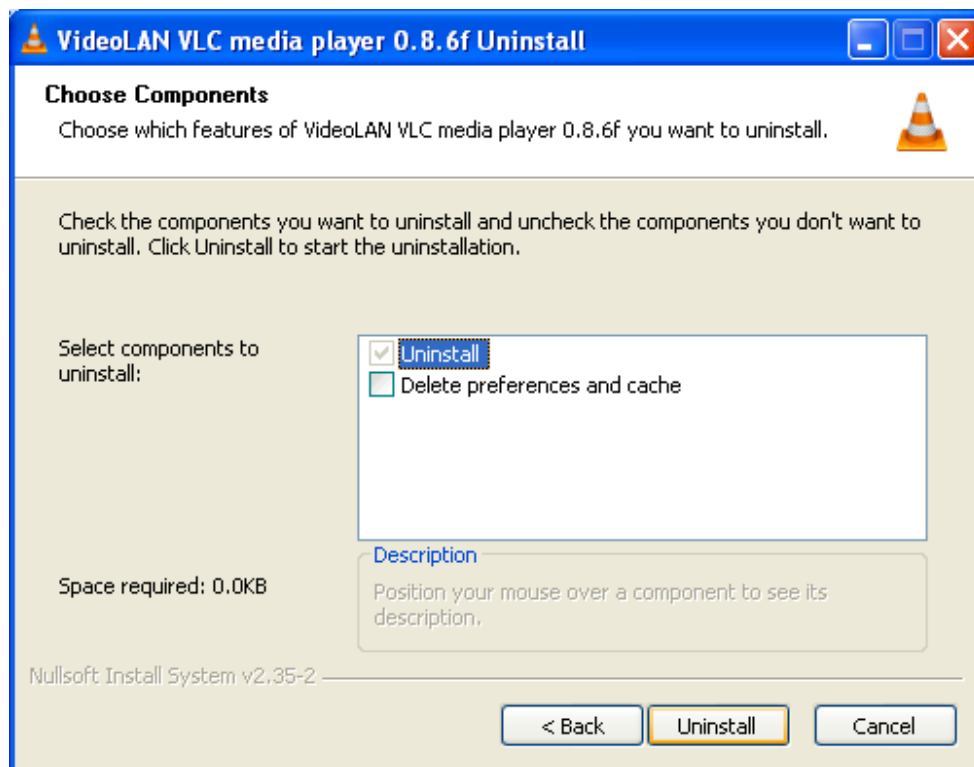 VideoLAN VLC media player 0.8.6f Uninstall
Choose Components
Choose which features of VideoLAN VLC media player 0.8.6f you want to uninstall.
Check the components you want to uninstall and uncheck the components you don't want to
uninstall. Click Uninstall to start the uninstallation.
Select components to
uninstall:
Uninstall
Delete preferences and cache
Space required: 0.0KB
Description
Position your mouse over a component to see its
description.
Nullsoft Install System v2.35-2
< Back
Uninstall
Cancel